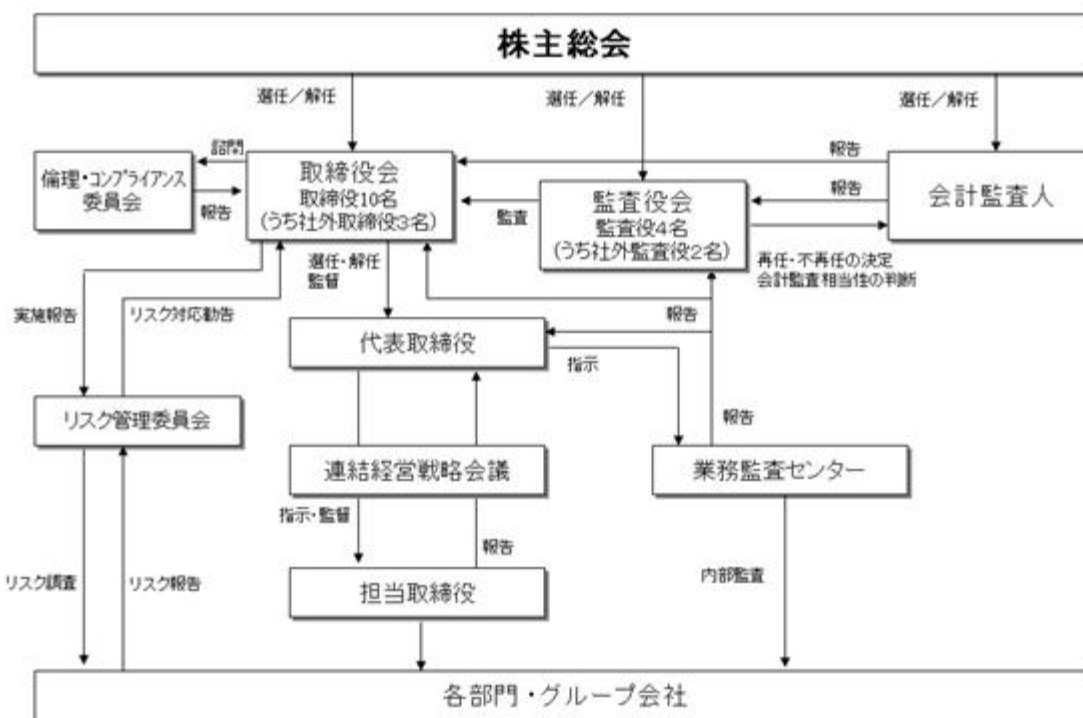 株主総会
選任／解任
選任／解任
選任／解任
諮問
報告
倫理・コンプライアンス
委員会
報告
取締役会
取締役10名
(うち社外取締役3名)
監査
監査役会
監査役4名
(うち社外監査役2名)
報告
会計監査人
選任・解任
監督
再任・不再任の決定
会計監査相当性の判断
実施報告
リスク対応勧告
報告
代表取締役
指示
リスク管理委員会
報告
連結経営戦略会議
業務監査センター
指示・監督
報告
リスク調査
リスク報告
担当取締役
内部監査
各部門・グループ会社